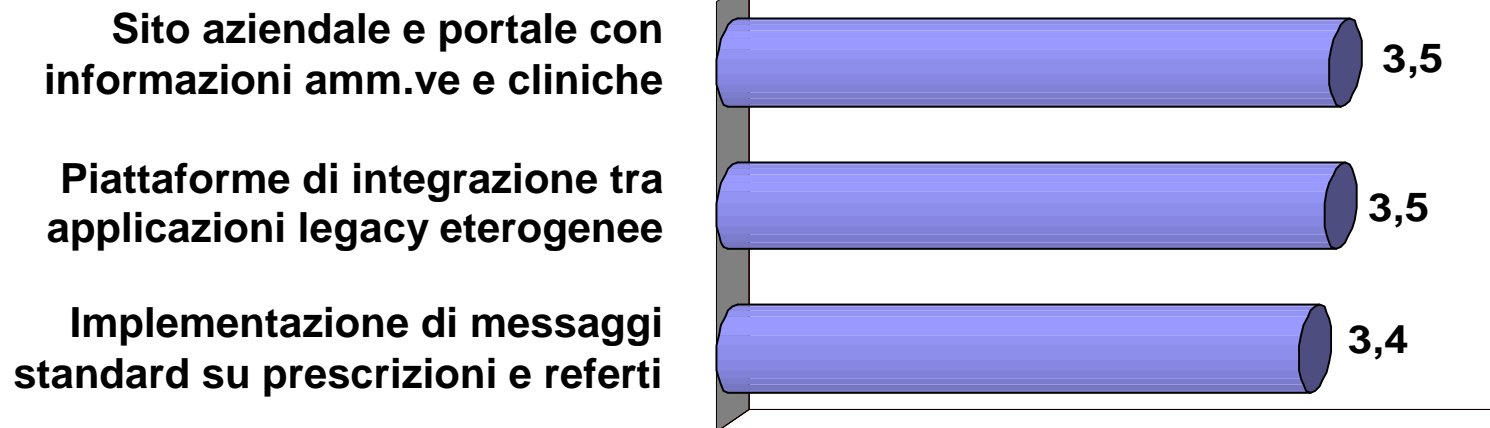 Sito aziendale e portale con
informazioni amm.ve e cliniche
3,5
Piattaforme di integrazione tra
applicazioni legacy eterogenee
3,5
Implementazione di messaggi
standard su prescrizioni e referti
3,4